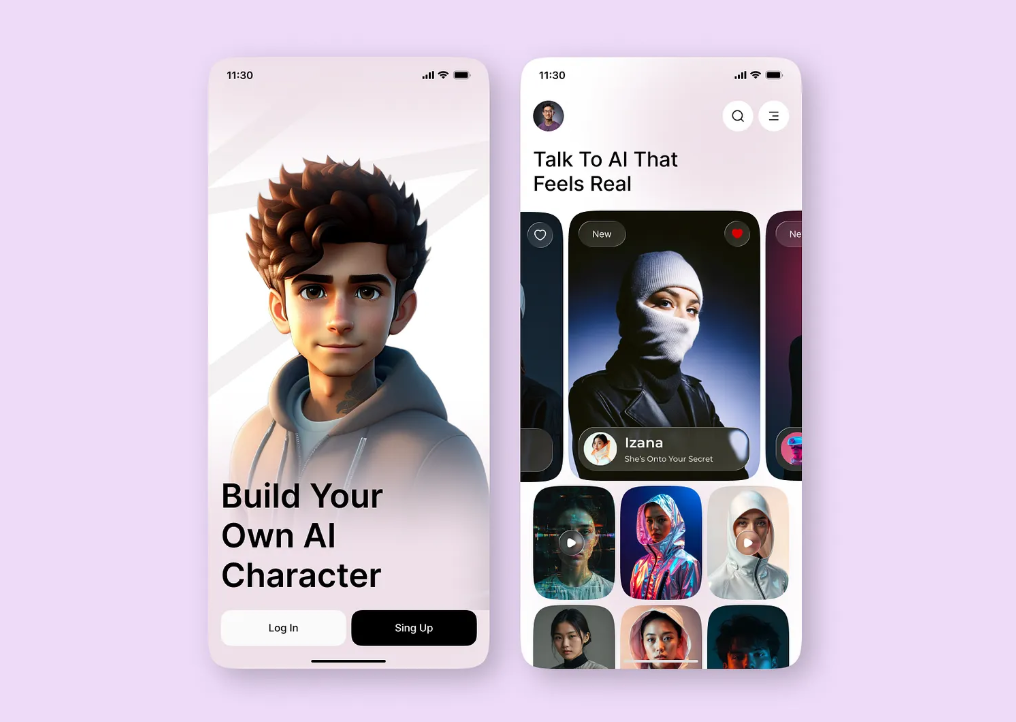 11:30
Build Your
Own AI
Character
Log In
Sing Up
11:30
Talk To AI That
Feels Real
New
Ne
Izana
She's Onto Your Secret